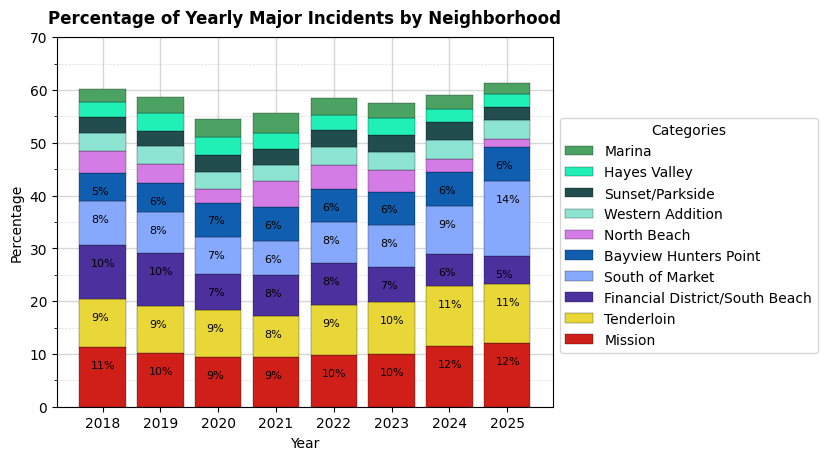 Percentage of Yearly Major Incidents by Neighborhood
70
60
50
40
30
20
10
0
Percentage
5% 6% 7% 6% 6% 6% 6% 6%
8% 8% 7% 6% 8% 8% 9% 14%
10% 10% 7% 8% 8% 7% 6% 5%
9% 9% 9% 8% 9% 10% 11% 11%
11% 10% 9% 9% 10% 10% 12% 12%
2018 2019 2020 2021 2022 2023 2024 2025
Year
Categories
Marina
Hayes Valley
Sunset/Parkside
Western Addition
North Beach
Bayview Hunters Point
South of Market
Financial District/South Beach
Tenderloin
Mission